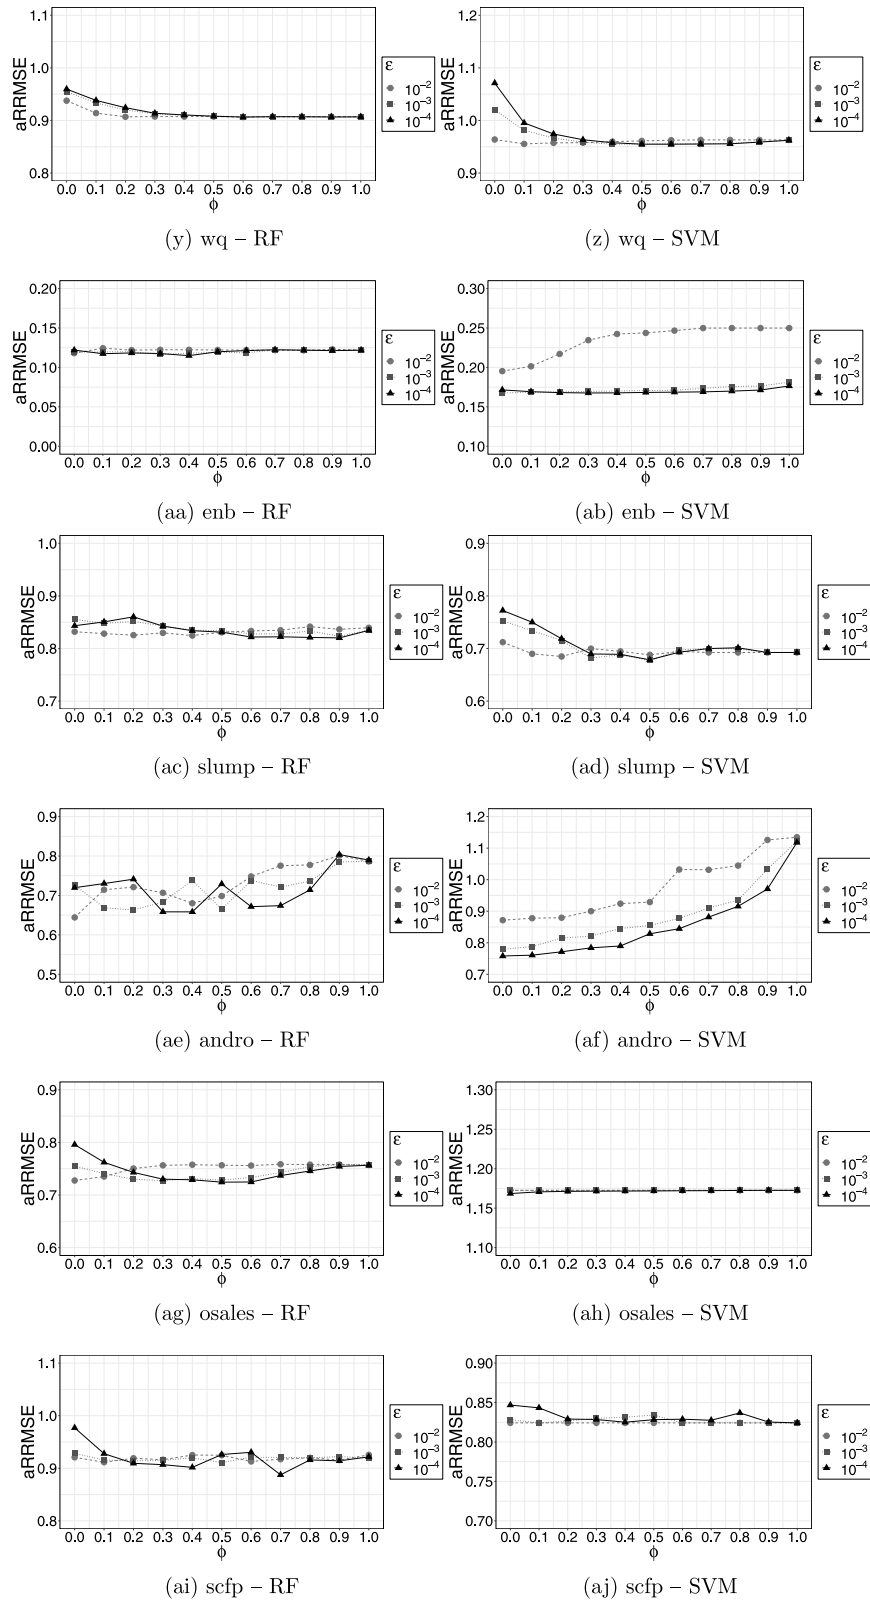 1.1
1.0
0.9
0.8
aRRMSE
0.0 0.1 0.2 0.3 0.4 0.5 0.6 0.7 0.8 0.9 1.0
ϕ
ε
10⁻²
10⁻³
10⁻⁴
(y) wq – RF
1.2
1.1
1.0
0.9
aRRMSE
0.0 0.1 0.2 0.3 0.4 0.5 0.6 0.7 0.8 0.9 1.0
ϕ
ε
10⁻²
10⁻³
10⁻⁴
(z) wq – SVM
0.20
0.15
0.10
0.05
0.00
aRRMSE
0.0 0.1 0.2 0.3 0.4 0.5 0.6 0.7 0.8 0.9 1.0
ϕ
ε
10⁻²
10⁻³
10⁻⁴
(aa) enb – RF
0.30
0.25
0.20
0.15
0.10
aRRMSE
0.0 0.1 0.2 0.3 0.4 0.5 0.6 0.7 0.8 0.9 1.0
ϕ
ε
10⁻²
10⁻³
10⁻⁴
(ab) enb – SVM
1.0
0.9
0.8
0.7
aRRMSE
0.0 0.1 0.2 0.3 0.4 0.5 0.6 0.7 0.8 0.9 1.0
ϕ
ε
10⁻²
10⁻³
10⁻⁴
(ac) slump – RF
0.9
0.8
0.7
0.6
aRRMSE
0.0 0.1 0.2 0.3 0.4 0.5 0.6 0.7 0.8 0.9 1.0
ϕ
ε
10⁻²
10⁻³
10⁻⁴
(ad) slump – SVM
0.9
0.8
0.7
0.6
0.5
aRRMSE
0.0 0.1 0.2 0.3 0.4 0.5 0.6 0.7 0.8 0.9 1.0
ϕ
ε
10⁻²
10⁻³
10⁻⁴
(ae) andro – RF
1.2
1.1
1.0
0.9
0.8
0.7
aRRMSE
0.0 0.1 0.2 0.3 0.4 0.5 0.6 0.7 0.8 0.9 1.0
ϕ
ε
10⁻²
10⁻³
10⁻⁴
(af) andro – SVM
0.9
0.8
0.7
0.6
aRRMSE
0.0 0.1 0.2 0.3 0.4 0.5 0.6 0.7 0.8 0.9 1.0
ϕ
ε
10⁻²
10⁻³
10⁻⁴
(ag) osales – RF
1.30
1.25
1.20
1.15
1.10
aRRMSE
0.0 0.1 0.2 0.3 0.4 0.5 0.6 0.7 0.8 0.9 1.0
ϕ
ε
10⁻²
10⁻³
10⁻⁴
(ah) osales – SVM
1.1
1.0
0.9
0.8
aRRMSE
0.0 0.1 0.2 0.3 0.4 0.5 0.6 0.7 0.8 0.9 1.0
ϕ
ε
10⁻²
10⁻³
10⁻⁴
(ai) scfp – RF
0.90
0.85
0.80
0.75
0.70
aRRMSE
0.0 0.1 0.2 0.3 0.4 0.5 0.6 0.7 0.8 0.9 1.0
ϕ
ε
10⁻²
10⁻³
10⁻⁴
(aj) scfp – SVM